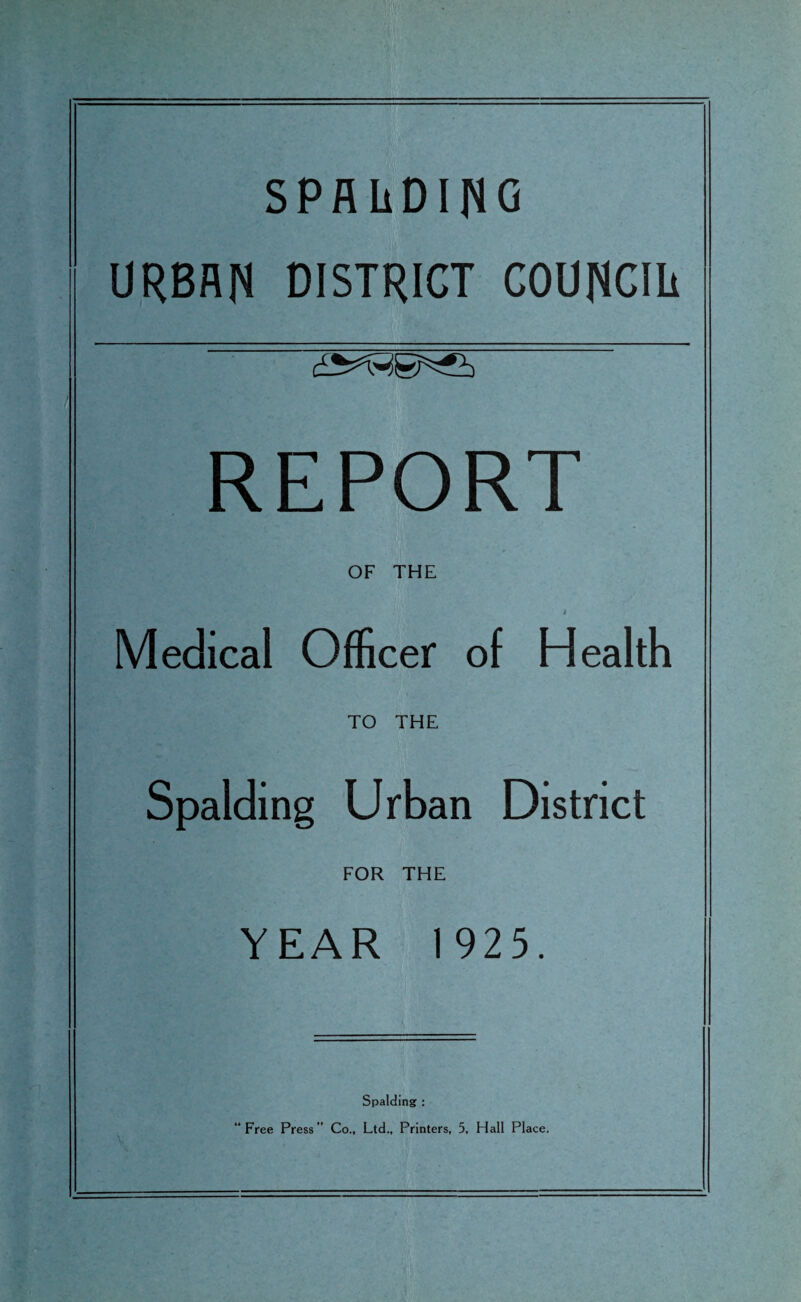 SPALDING
URBAN DISTRICT COUNCIL
REPORT
OF THE
Medical Officer of Health
TO THE
Spalding Urban District
FOR THE
YEAR 1925.
Spalding :
“Free Press” Co., Ltd., Printers, 5, Hall Place.